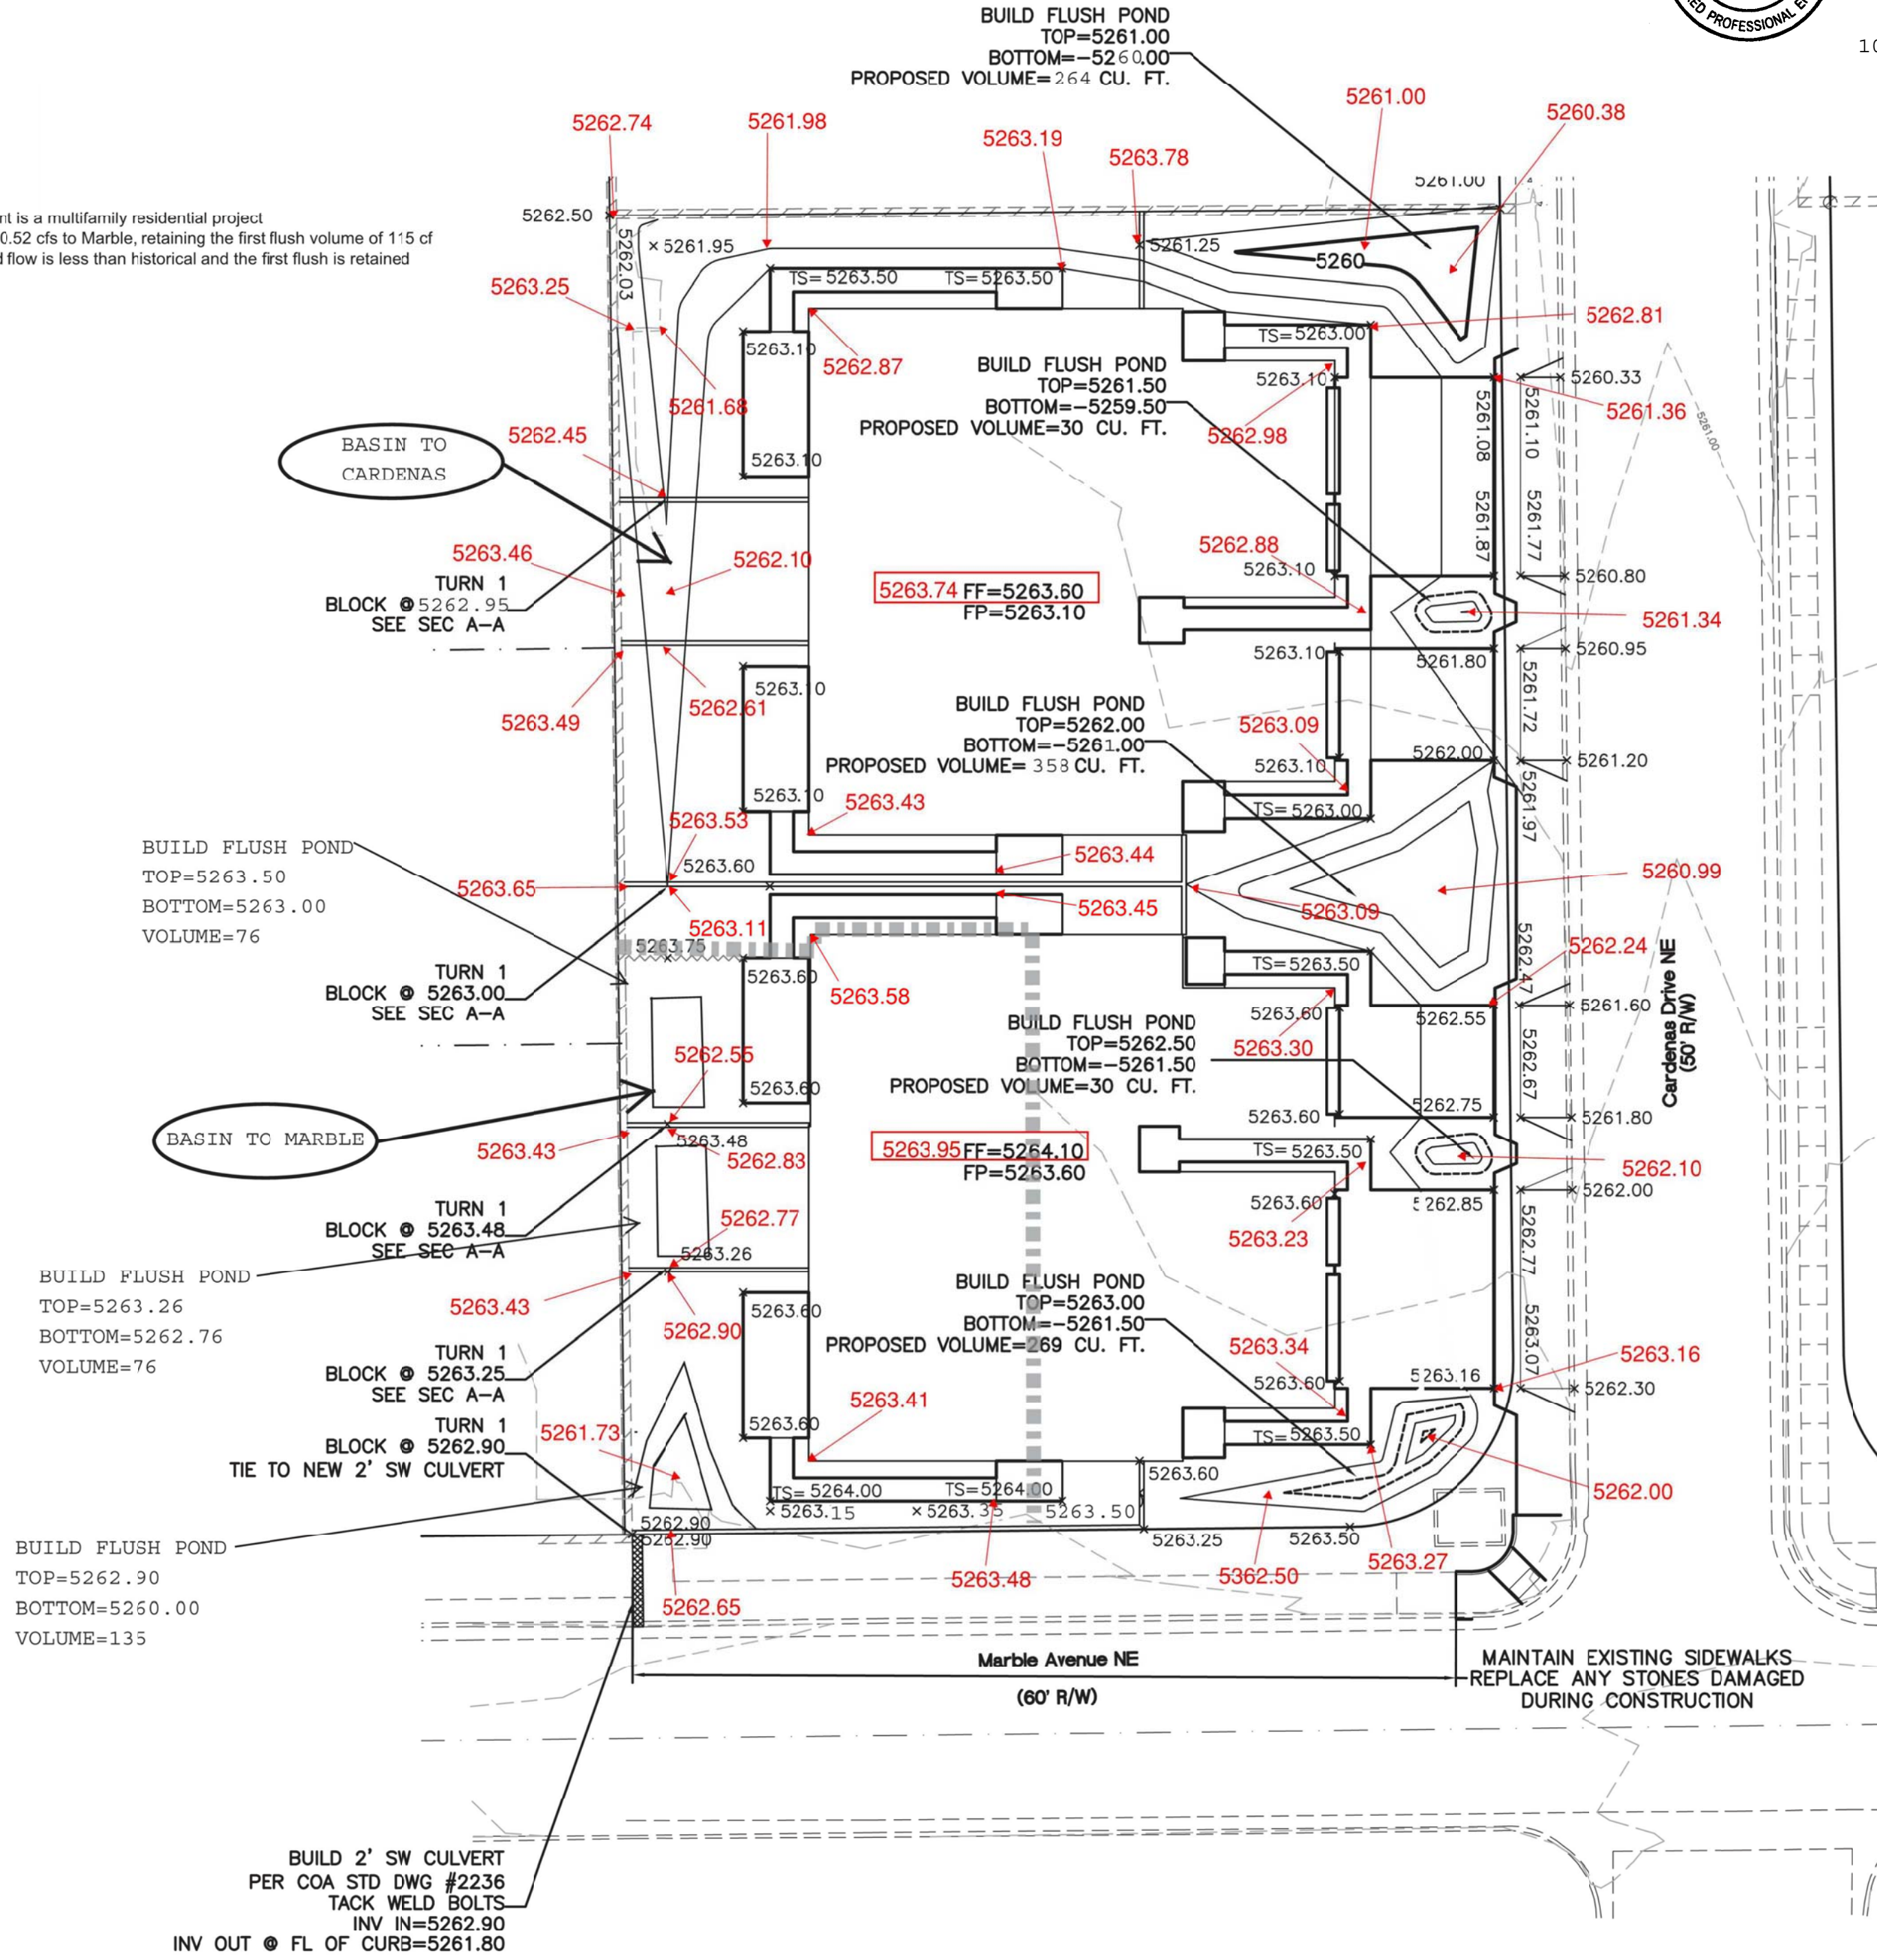 ED PROFESSIONAL E
10
BUILD FLUSH POND
TOP=5261.00
BOTTOM=-5260.00
PROPOSED VOLUME=264 CU. FT.
5262.74
5261.98
5263.19
5263.78
5261.00
5260.38
5261.00
nt is a multifamily residential project
0.52 cfs to Marble, retaining the first flush volume of 115 cf
d flow is less than historical and the first flush is retained
5262.50
5262.03
5261.95
5261.25
5260
5263.25
TS=5263.50
TS=5263.50
5262.81
TS=5263.00
5263.10
5262.87
BUILD FLUSH POND
TOP=5261.50
BOTTOM=-5259.50
PROPOSED VOLUME=30 CU. FT.
5263.10
5260.33
5261.36
5261.68
5262.98
5261.08
5261.10
5261.00
5262.45
BASIN TO
CARDENAS
5263.10
5261.87
5261.77
5263.46
5262.10
5262.88
5263.10
5260.80
TURN 1
BLOCK @ 5262.95
SEE SEC A-A
5263.74 FF=5263.60
FP=5263.10
5261.34
5263.10
5261.80
5260.95
5263.10
5262.61
5263.49
5261.72
BUILD FLUSH POND
TOP=5262.00
BOTTOM=-5261.00
PROPOSED VOLUME= 358 CU. FT.
5263.09
5263.10
5262.00
5261.20
5263.10
5263.43
TS=5263.00
5261.97
5263.53
BUILD FLUSH POND
TOP=5263.50
BOTTOM=5263.00
VOLUME=76
5263.60
5263.44
5263.65
5260.99
5263.11
5263.45
5263.09
5263.75
5262.47
5262.24
TURN 1
BLOCK @ 5263.00
SEE SEC A-A
5263.60
5263.58
TS=5263.50
Cardenas Drive NE
(50' R/W)
BUILD FLUSH POND
TOP=5262.50
BOTTOM=-5261.50
PROPOSED VOLUME=30 CU. FT.
5263.60
5263.30
5262.55
5261.60
5262.67
5262.55
5263.60
5263.60
5262.75
5261.80
BASIN TO MARBLE
5263.43
5263.48
5262.83
5263.95 FF=5264.10
FP=5263.60
TS=5263.50
5262.10
5263.60
5262.85
5262.00
TURN 1
BLOCK @ 5263.48
SEE SEC A-A
5262.77
5263.26
5263.23
5262.77
BUILD FLUSH POND
TOP=5263.26
BOTTOM=5262.76
VOLUME=76
5263.43
5262.90
5263.60
BUILD FLUSH POND
TOP=5263.00
BOTTOM=-5261.50
PROPOSED VOLUME=269 CU. FT.
5263.34
5263.07
5263.16
TURN 1
BLOCK @ 5263.25
SEE SEC A-A
5263.60
5263.16
5262.30
TURN 1
BLOCK @ 5262.90
TIE TO NEW 2' SW CULVERT
5261.73
5263.60
5263.41
TS=5263.50
5262.00
5263.60
TS=5264.00
TS=5264.00
5263.15
5263.35
5263.50
5262.90
5262.90
5263.25
5263.50
BUILD FLUSH POND
TOP=5262.90
BOTTOM=5260.00
VOLUME=135
5262.65
5263.48
5362.50
5263.27
Marble Avenue NE
(60' R/W)
MAINTAIN EXISTING SIDEWALKS
REPLACE ANY STONES DAMAGED
DURING CONSTRUCTION
BUILD 2' SW CULVERT
PER COA STD DWG #2236
TACK WELD BOLTS
INV IN=5262.90
INV OUT @ FL OF CURB=5261.80